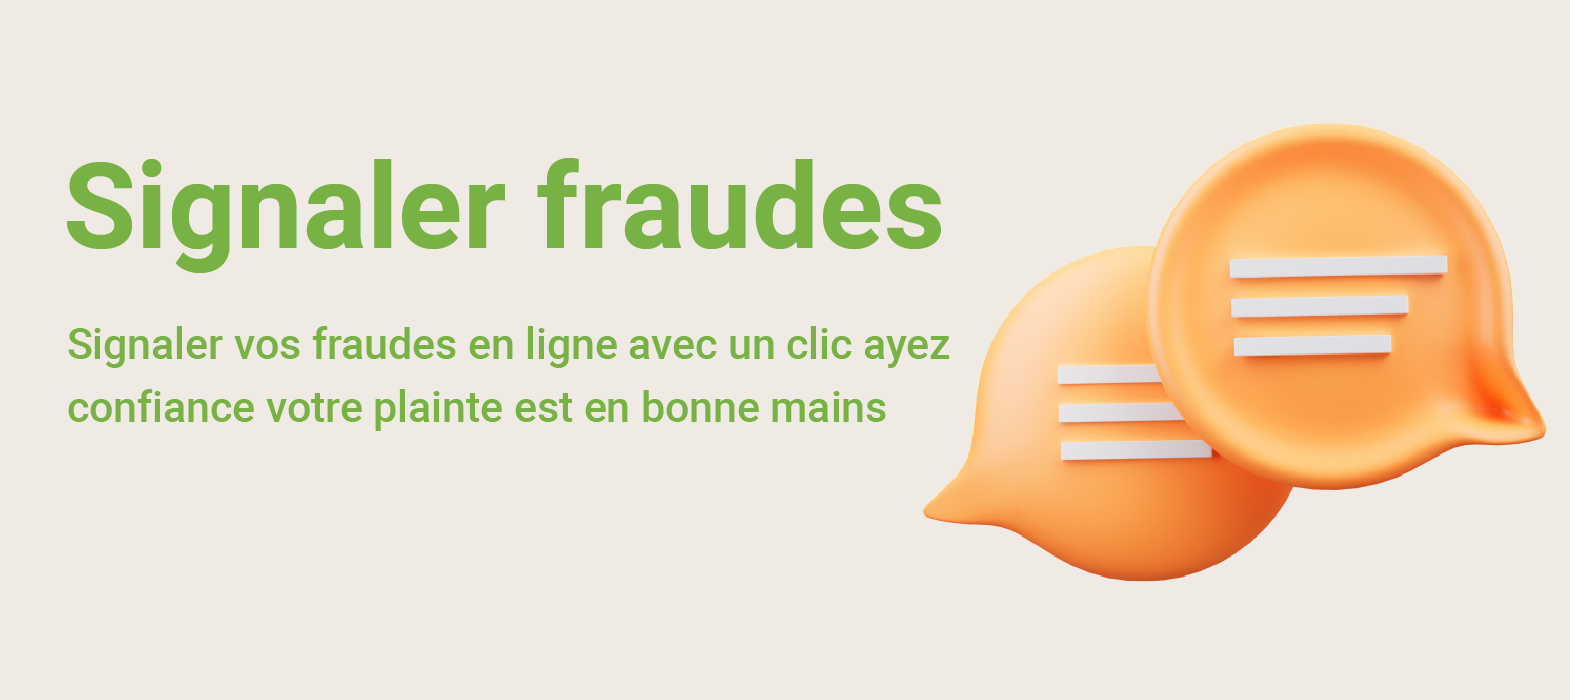 Signaler fraudes
Signaler vos fraudes en ligne avec un clic ayez
confiance votre plainte est en bonne mains